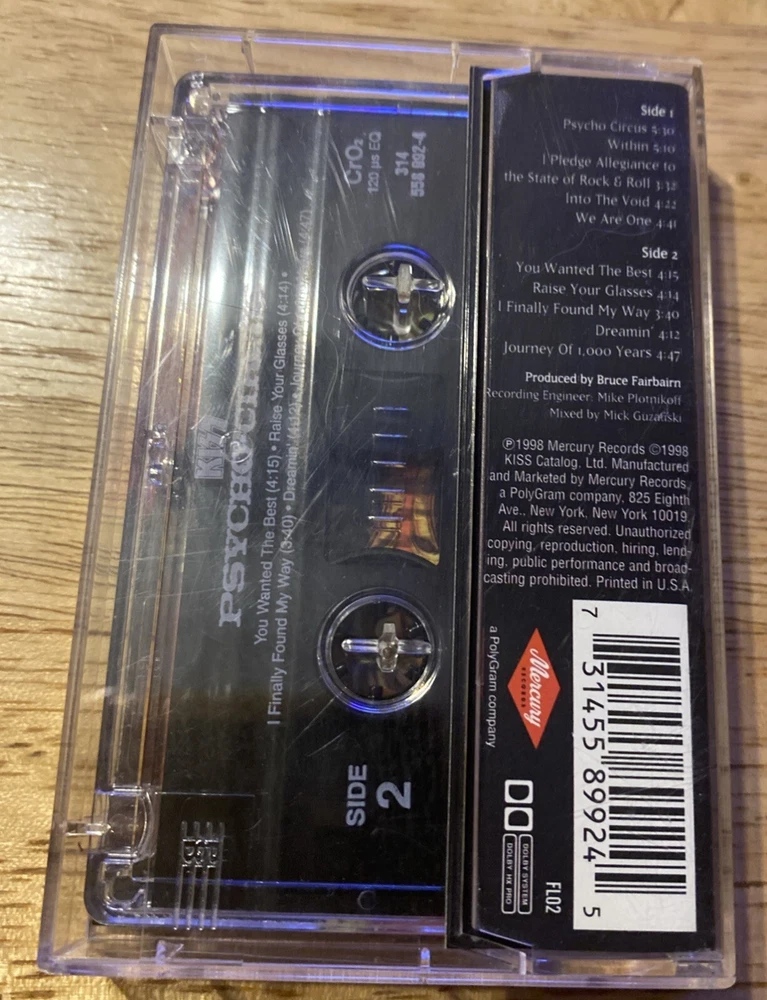 Side 1
Psycho Circus 5:30
Within 5:10
I Pledge Allegiance to
the State of Rock & Roll 3:32
Into The Void 4:22
We Are One 4:41
Side 2
You Wanted The Best 4:15
Raise Your Glasses 4:14
I Finally Found My Way 3:40
Dreamin' 4:12
Journey Of 1,000 Years 4:47
Produced by Bruce Fairbairn
Recording Engineer: Mike Plotnikoff
Mixed by Mick Guzauski
℗1998 Mercury Records ©1998
KISS Catalog, Ltd. Manufactured
and Marketed by Mercury Records,
a PolyGram company, 825 Eighth
Ave., New York, New York 10019.
All rights reserved. Unauthorized
copying, reproduction, hiring, lend-
ing, public performance and broad-
casting prohibited. Printed in U.S.A.
Mercury
RECORDS
a PolyGram company
DOLBY SYSTEM
DOLBY HX PRO
FL02
7 31455 89924 5
KISS
PSYCHO CIRCUS
You Wanted The Best (4:15) • Raise Your Glasses (4:14) •
I Finally Found My Way (3:40) • Dreamin' (4:12) • Journey (4:47)
CrO₂
120 µs EQ
314
558 992-4
SIDE
2